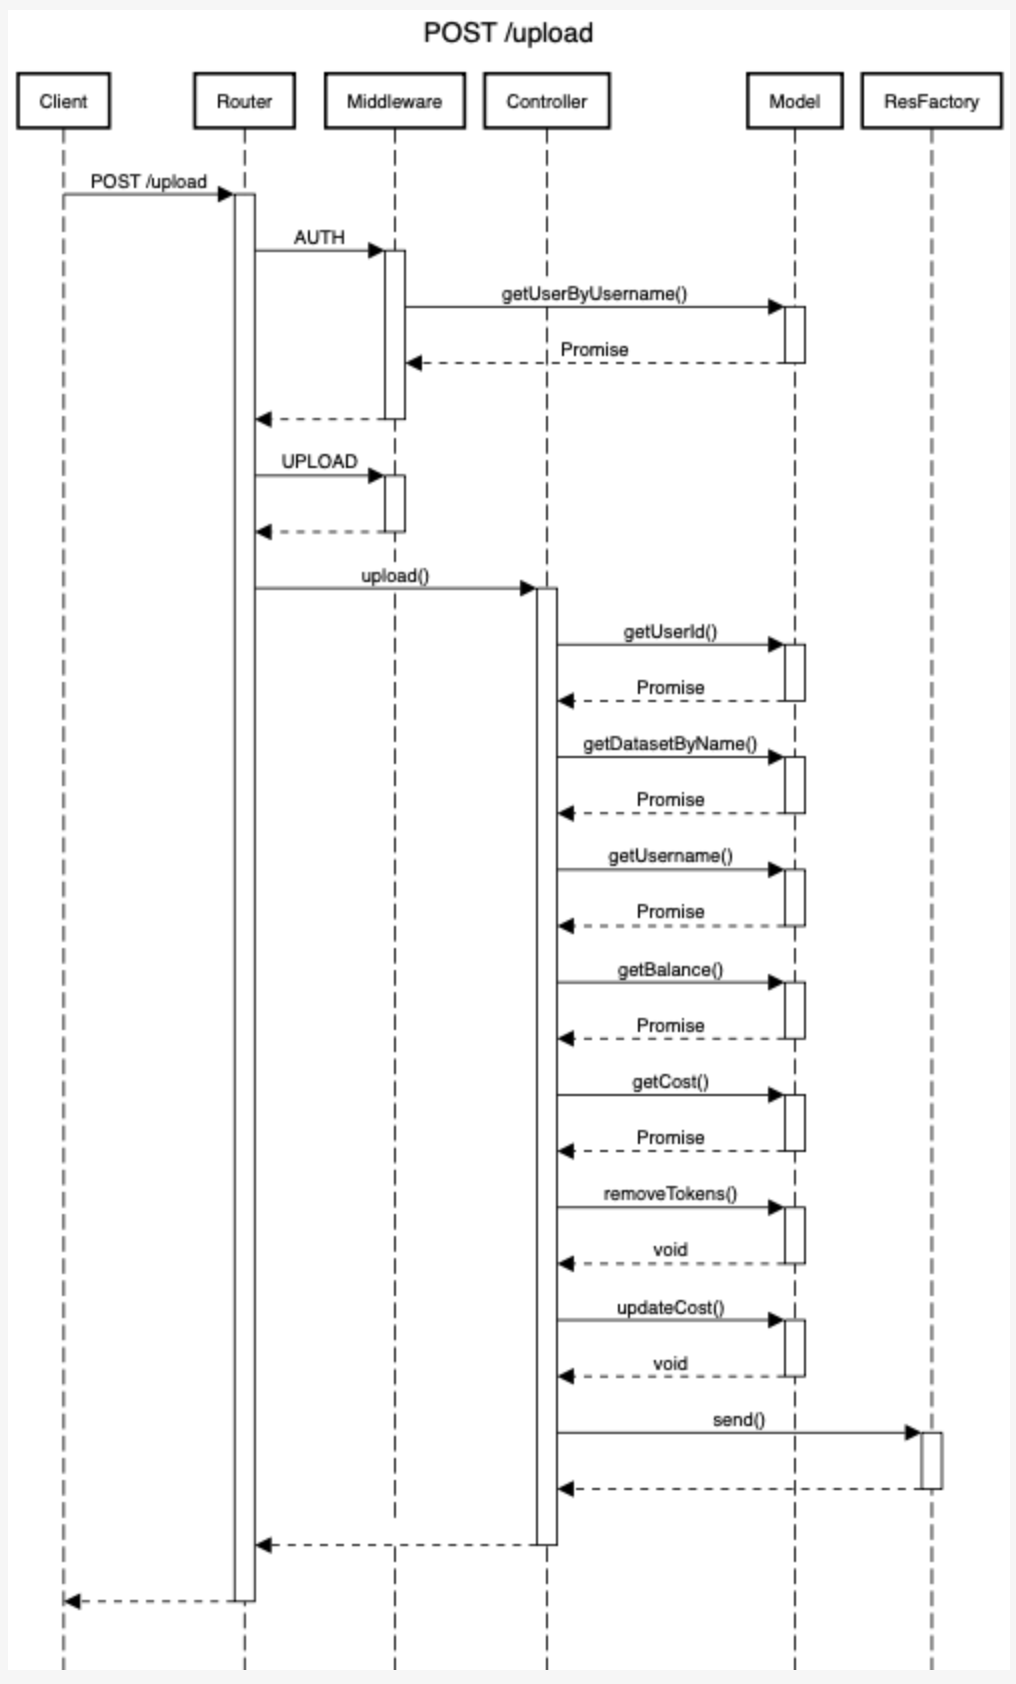 POST /upload
Client
Router
Middleware
Controller
Model
ResFactory
POST /upload
AUTH
getUserByUsername()
Promise
UPLOAD
upload()
getUserId()
Promise
getDatasetByName()
Promise
getUsername()
Promise
getBalance()
Promise
getCost()
Promise
removeTokens()
void
updateCost()
void
send()